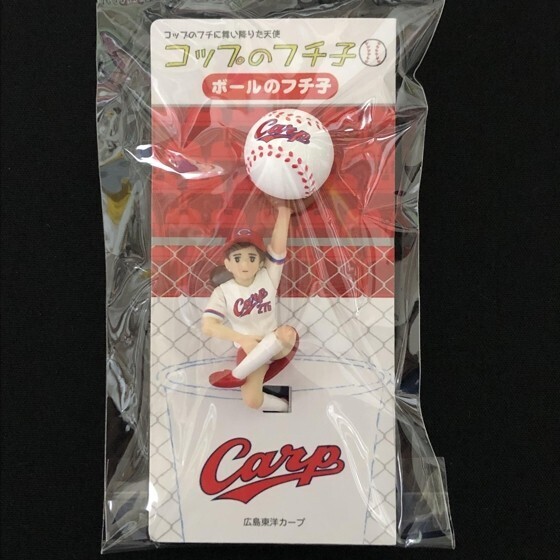 コップのフチに舞い降りた天使
コップのフチ子
ボールのフチ子
Carp
C
Carp
276
Carp
広島東洋カープ